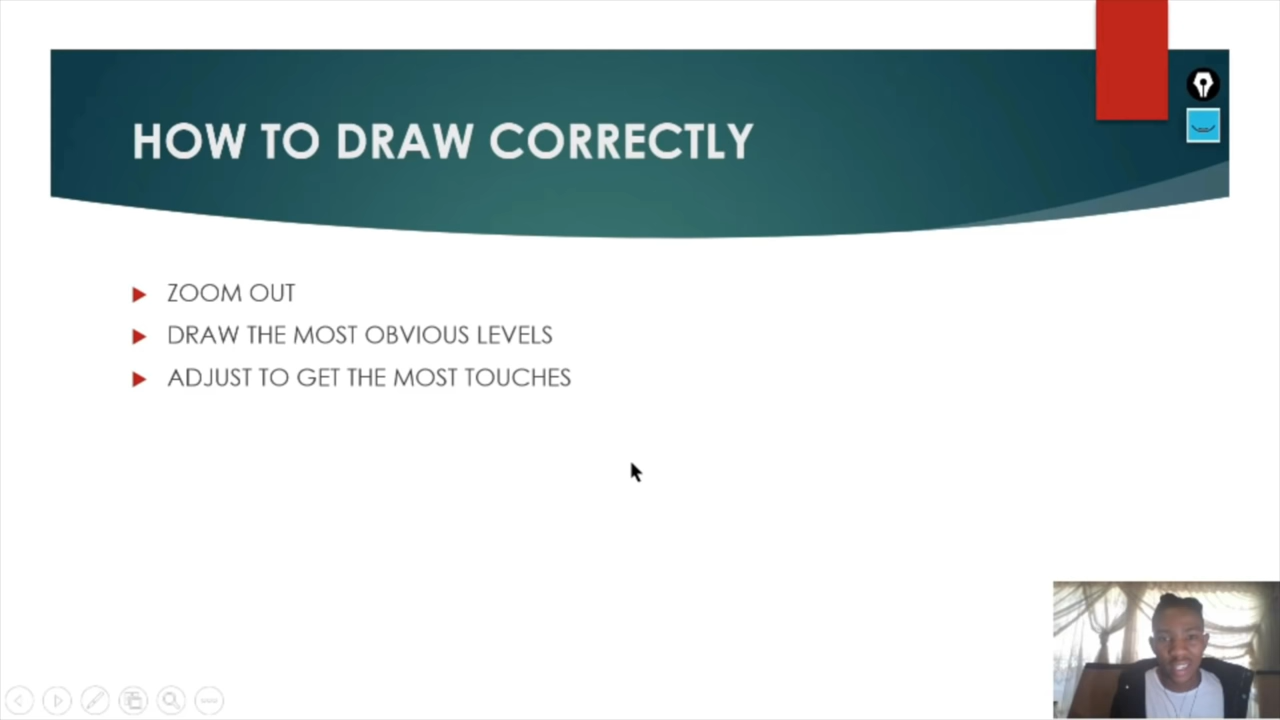 HOW TO DRAW CORRECTLY
ZOOM OUT
DRAW THE MOST OBVIOUS LEVELS
ADJUST TO GET THE MOST TOUCHES